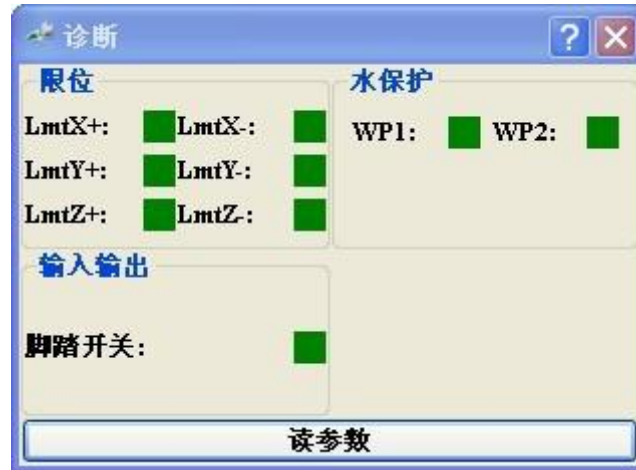 诊断
限位
LmtX+: LmtX-:
LmtY+: LmtY-:
LmtZ+: LmtZ-:
水保护
WP1: WP2:
输入输出
脚踏开关:
读参数